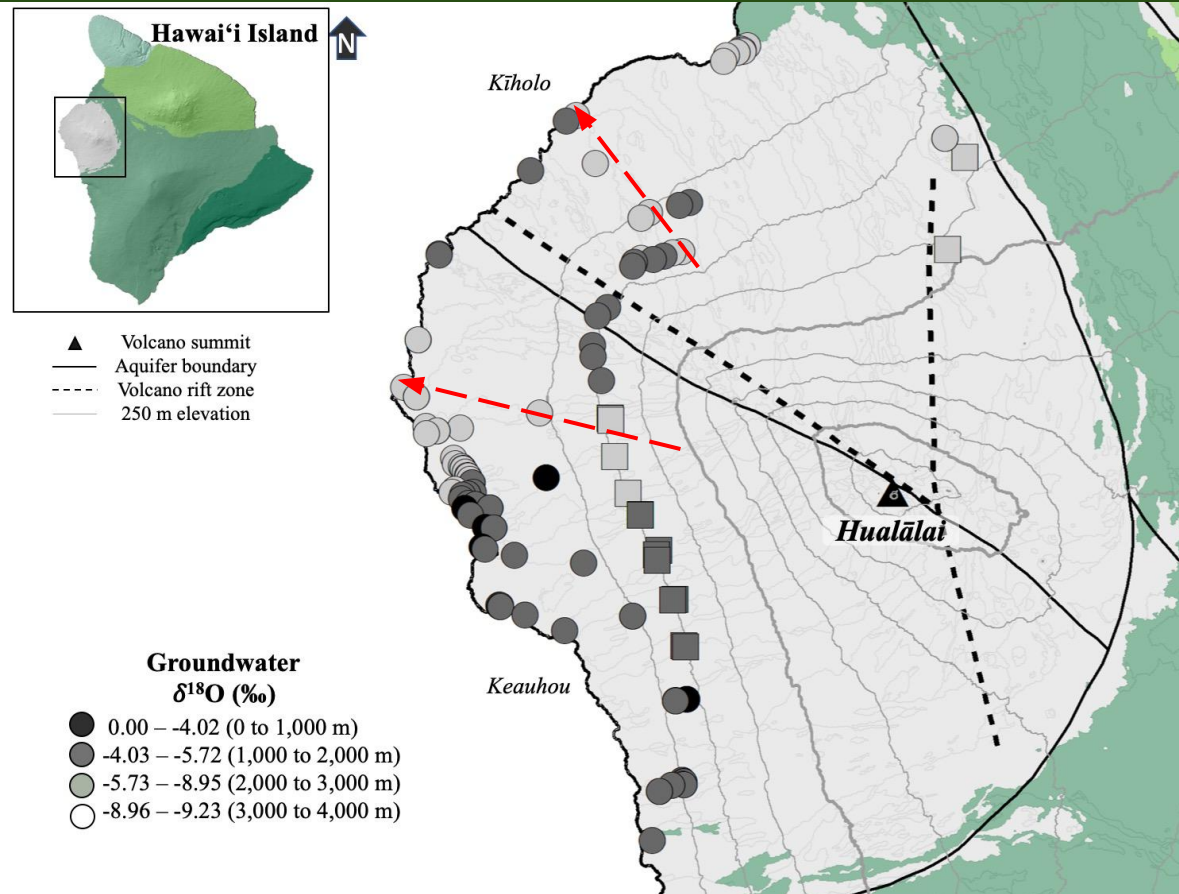 Hawaiʻi Island
N
Kīholo
Volcano summit
Aquifer boundary
Volcano rift zone
250 m elevation
Hualālai
Groundwater
δ¹⁸O (‰)
Keauhou
0.00 – -4.02 (0 to 1,000 m)
-4.03 – -5.72 (1,000 to 2,000 m)
-5.73 – -8.95 (2,000 to 3,000 m)
-8.96 – -9.23 (3,000 to 4,000 m)